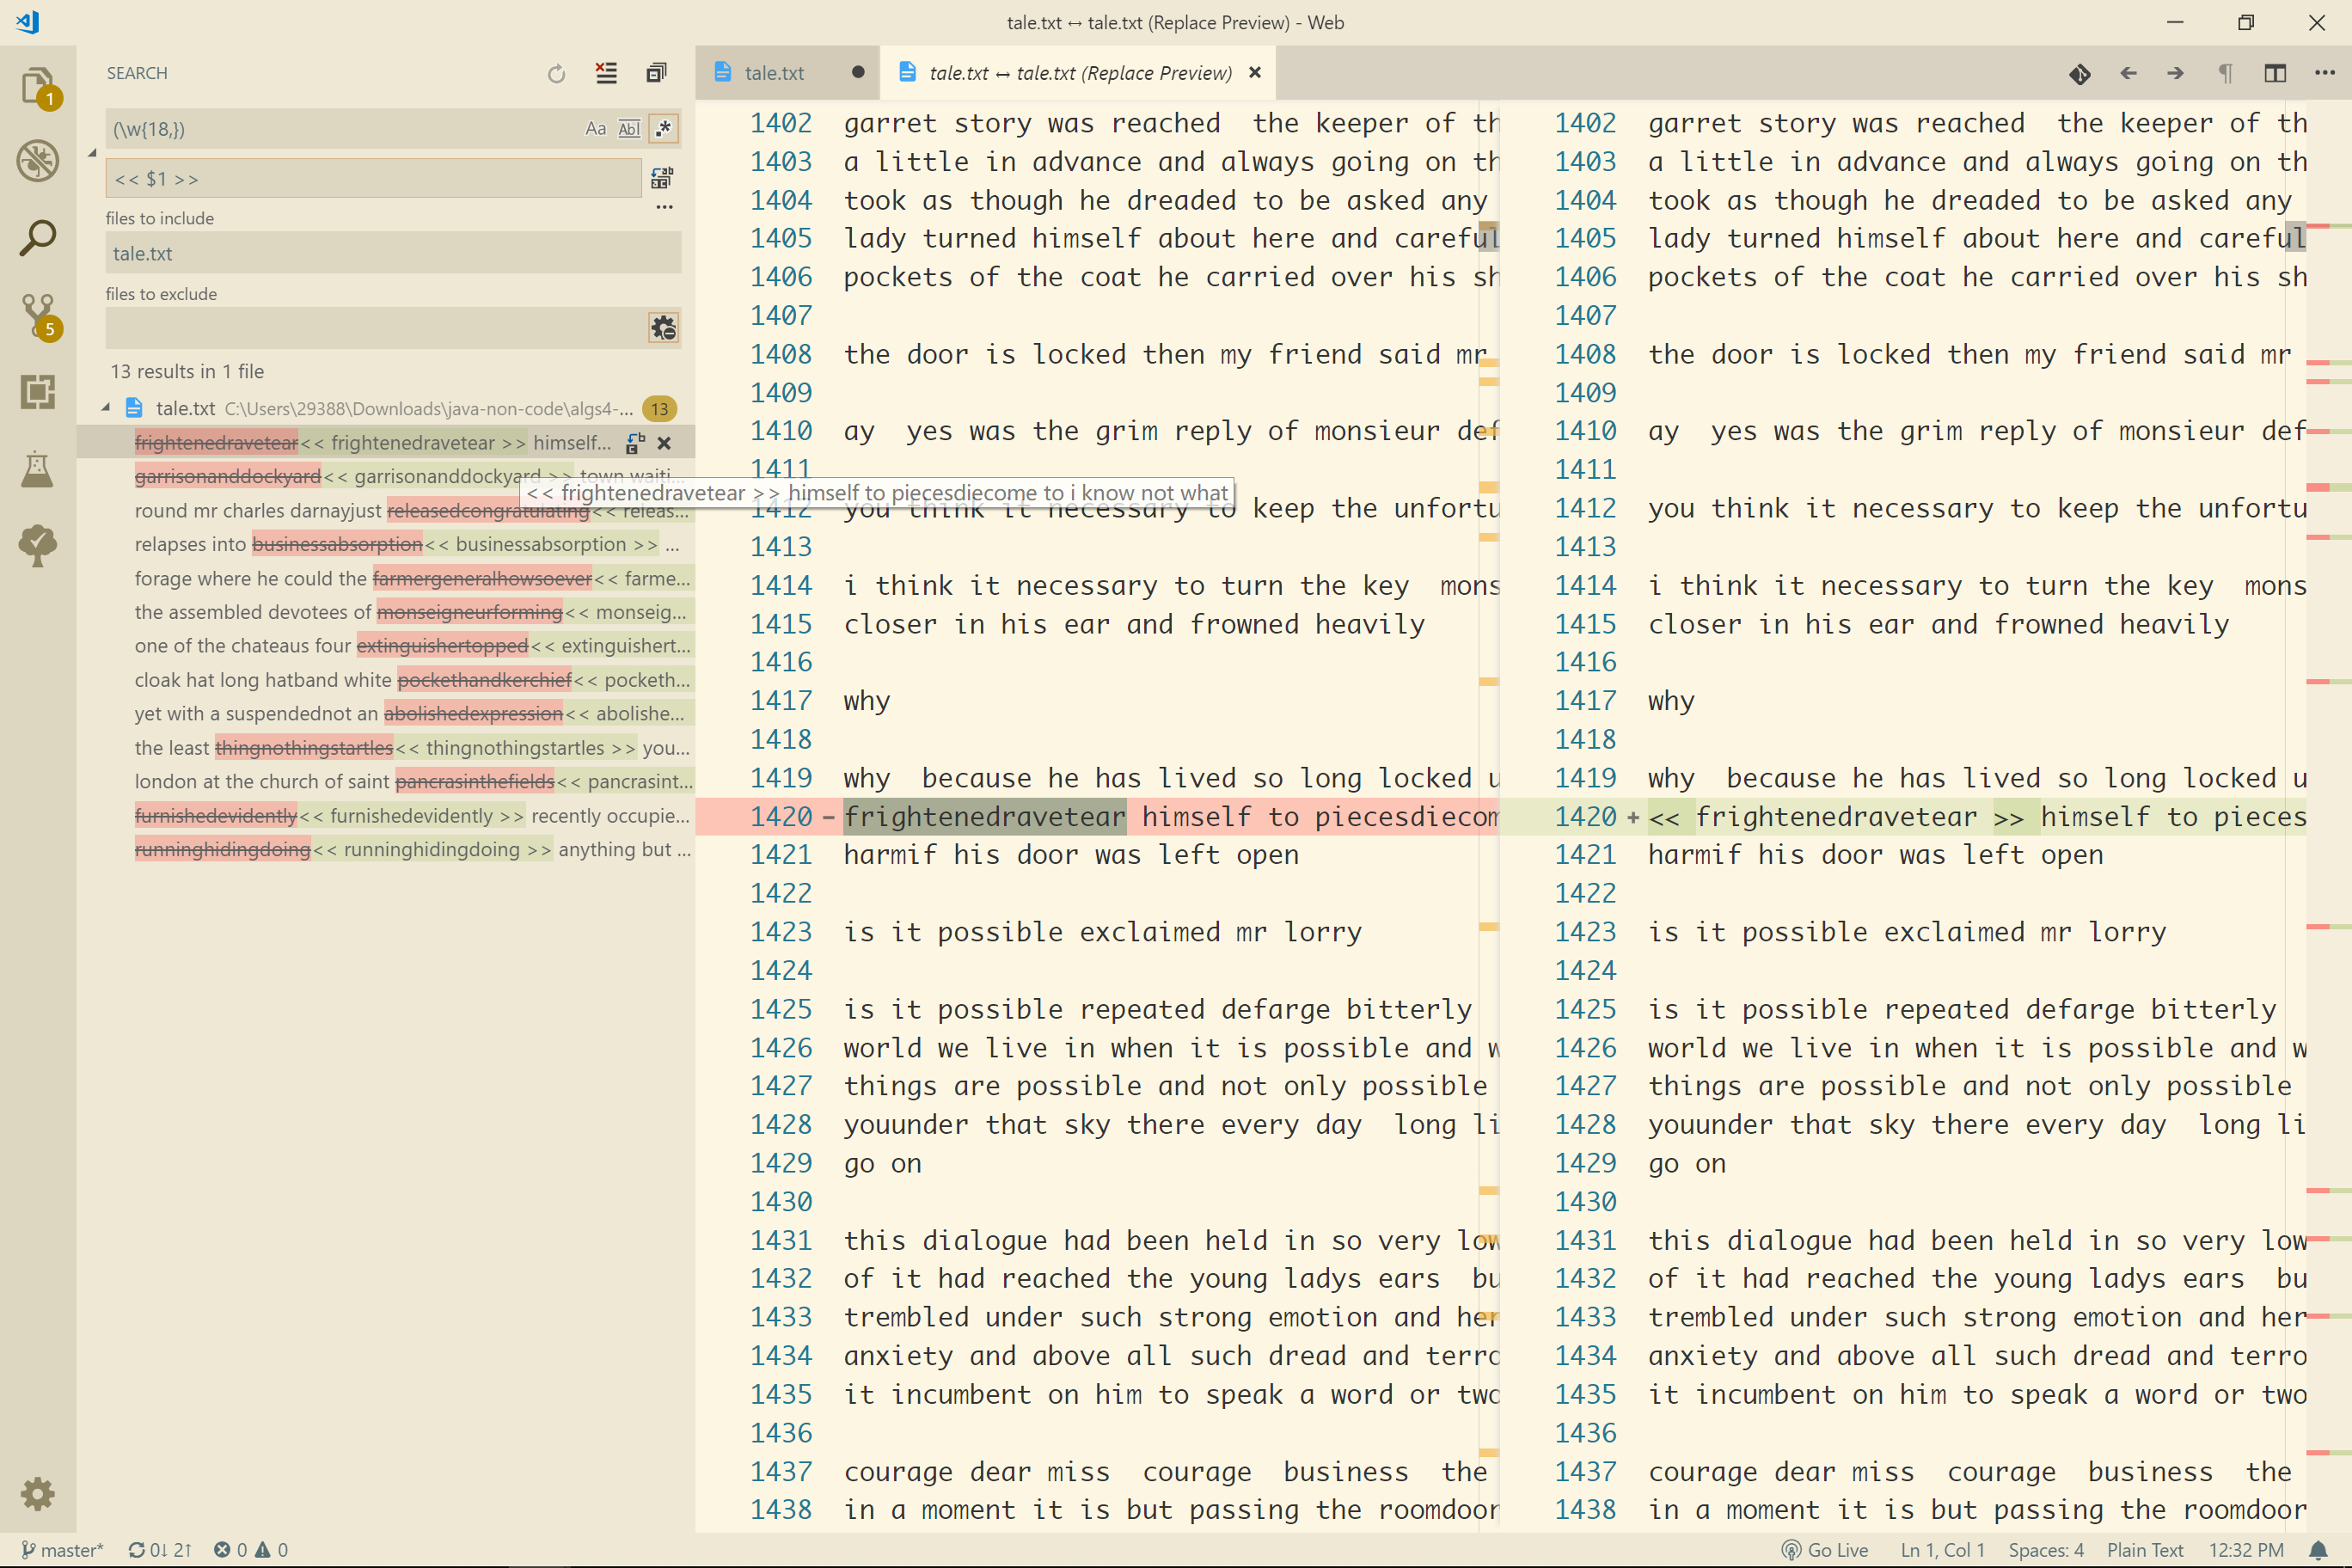 tale.txt ↔ tale.txt (Replace Preview) - Web
SEARCH
(\w{18,})
Aa Abl .*
<< $1 >>
files to include
tale.txt
files to exclude
13 results in 1 file
tale.txt C:\Users\29388\Downloads\java-non-code\algs4-... 13
frightenedravetear<< frightenedravetear >> himself...
garrisonanddockyard<< garrisonanddockyard >> town waiti...
<< frightenedravetear >> himself to piecesdiecome to i know not what
round mr charles darnayjust releasedcongratulating<< releas...
relapses into businessabsorption<< businessabsorption >> ...
forage where he could the farmergeneralhowsoever<< farme...
the assembled devotees of monseigneurforming<< monseig...
one of the chateaus four extinguishertopped<< extinguishert...
cloak hat long hatband white pockethandkerchief<< pocketh...
yet with a suspendednot an abolishedexpression<< abolishe...
the least thingnothingstartles<< thingnothingstartles >> you...
london at the church of saint pancrasinthefields<< pancrasint...
furnishedevidently<< furnishedevidently >> recently occupie...
runninghidingdoing<< runninghidingdoing >> anything but ...
1
5
tale.txt
tale.txt ↔ tale.txt (Replace Preview)
1402 garret story was reached  the keeper of th
1403 a little in advance and always going on th
1404 took as though he dreaded to be asked any
1405 lady turned himself about here and careful
1406 pockets of the coat he carried over his sh
1407
1408 the door is locked then my friend said mr
1409
1410 ay  yes was the grim reply of monsieur def
1411
1412 you think it necessary to keep the unfortu
1413
1414 i think it necessary to turn the key  mons
1415 closer in his ear and frowned heavily
1416
1417 why
1418
1419 why  because he has lived so long locked u
1420 - frightenedravetear himself to piecesdiecom
1421 harmif his door was left open
1422
1423 is it possible exclaimed mr lorry
1424
1425 is it possible repeated defarge bitterly
1426 world we live in when it is possible and w
1427 things are possible and not only possible
1428 youunder that sky there every day  long li
1429 go on
1430
1431 this dialogue had been held in so very low
1432 of it had reached the young ladys ears  bu
1433 trembled under such strong emotion and her
1434 anxiety and above all such dread and terro
1435 it incumbent on him to speak a word or two
1436
1437 courage dear miss  courage  business  the
1438 in a moment it is but passing the roomdoor
1402 garret story was reached  the keeper of th
1403 a little in advance and always going on th
1404 took as though he dreaded to be asked any
1405 lady turned himself about here and careful
1406 pockets of the coat he carried over his sh
1407
1408 the door is locked then my friend said mr
1409
1410 ay  yes was the grim reply of monsieur def
1411
1412 you think it necessary to keep the unfortu
1413
1414 i think it necessary to turn the key  mons
1415 closer in his ear and frowned heavily
1416
1417 why
1418
1419 why  because he has lived so long locked u
1420 + << frightenedravetear >> himself to pieces
1421 harmif his door was left open
1422
1423 is it possible exclaimed mr lorry
1424
1425 is it possible repeated defarge bitterly
1426 world we live in when it is possible and w
1427 things are possible and not only possible
1428 youunder that sky there every day  long li
1429 go on
1430
1431 this dialogue had been held in so very low
1432 of it had reached the young ladys ears  bu
1433 trembled under such strong emotion and her
1434 anxiety and above all such dread and terro
1435 it incumbent on him to speak a word or two
1436
1437 courage dear miss  courage  business  the
1438 in a moment it is but passing the roomdoor
master* 0↓ 2↑ 0 0 Go Live Ln 1, Col 1 Spaces: 4 Plain Text 12:32 PM